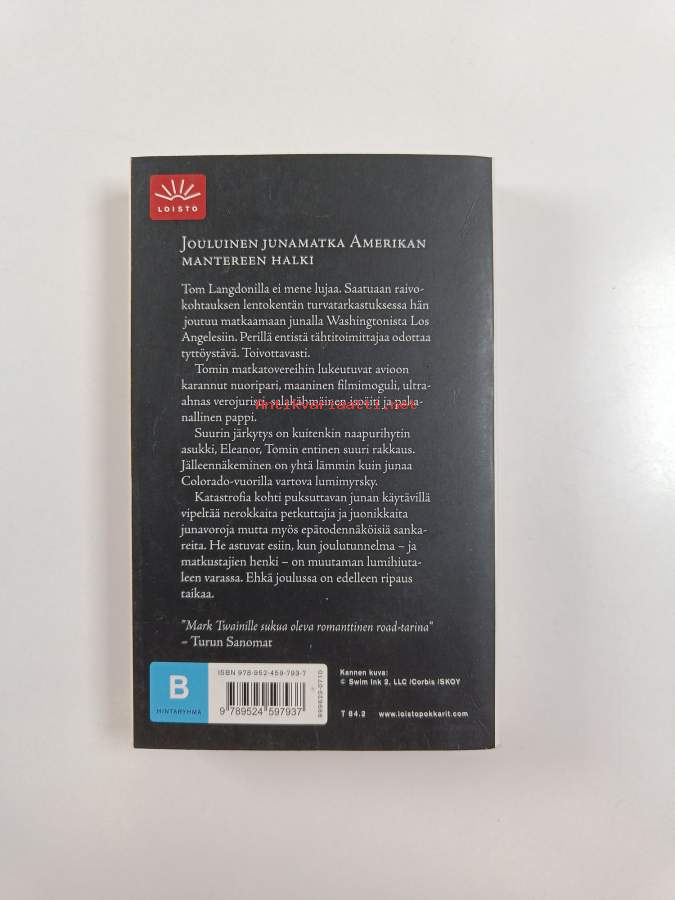 LOISTO
Jouluinen junamatka Amerikan
mantereen halki
Tom Langdonilla ei mene lujaa. Saatuaan raivo-
kohtauksen lentokentän turvatarkastuksessa hän
joutuu matkaamaan junalla Washingtonista Los
Angelesiin. Perillä entistä tähtitoimittajaa odottaa
tyttöystävä. Toivottavasti.
Tomin matkatovereihin lukeutuvat avioon
karannut nuoripari, maaninen filmimoguli, ultra-
ahnas verojuristi, salakähmäinen isoäiti ja paka-
nallinen pappi.
Antikvariaatti.net
Suurin järkytys on kuitenkin naapurihytin
asukki, Eleanor, Tomin entinen suuri rakkaus.
Jälleennäkeminen on yhtä lämmin kuin junaa
Colorado-vuorilla vartova lumimyrsky.
Katastrofia kohti puksuttavan junan käytävillä
vipeltää nerokkaita petkuttajia ja juonikkaita
junavoroja mutta myös epätodennäköisiä sanka-
reita. He astuvat esiin, kun joulutunnelma – ja
matkustajien henki – on muutaman lumihiuta-
leen varassa. Ehkä joulussa on edelleen ripaus
taikaa.
"Mark Twainille sukua oleva romanttinen road-tarina"
– Turun Sanomat
B
HINTARYHMÄ
ISBN 978-952-459-793-7
9 789524 597937
Kannen kuva:
© Swim Ink 2, LLC /Corbis /SKOY
T 84.2 www.loistopokkarit.com